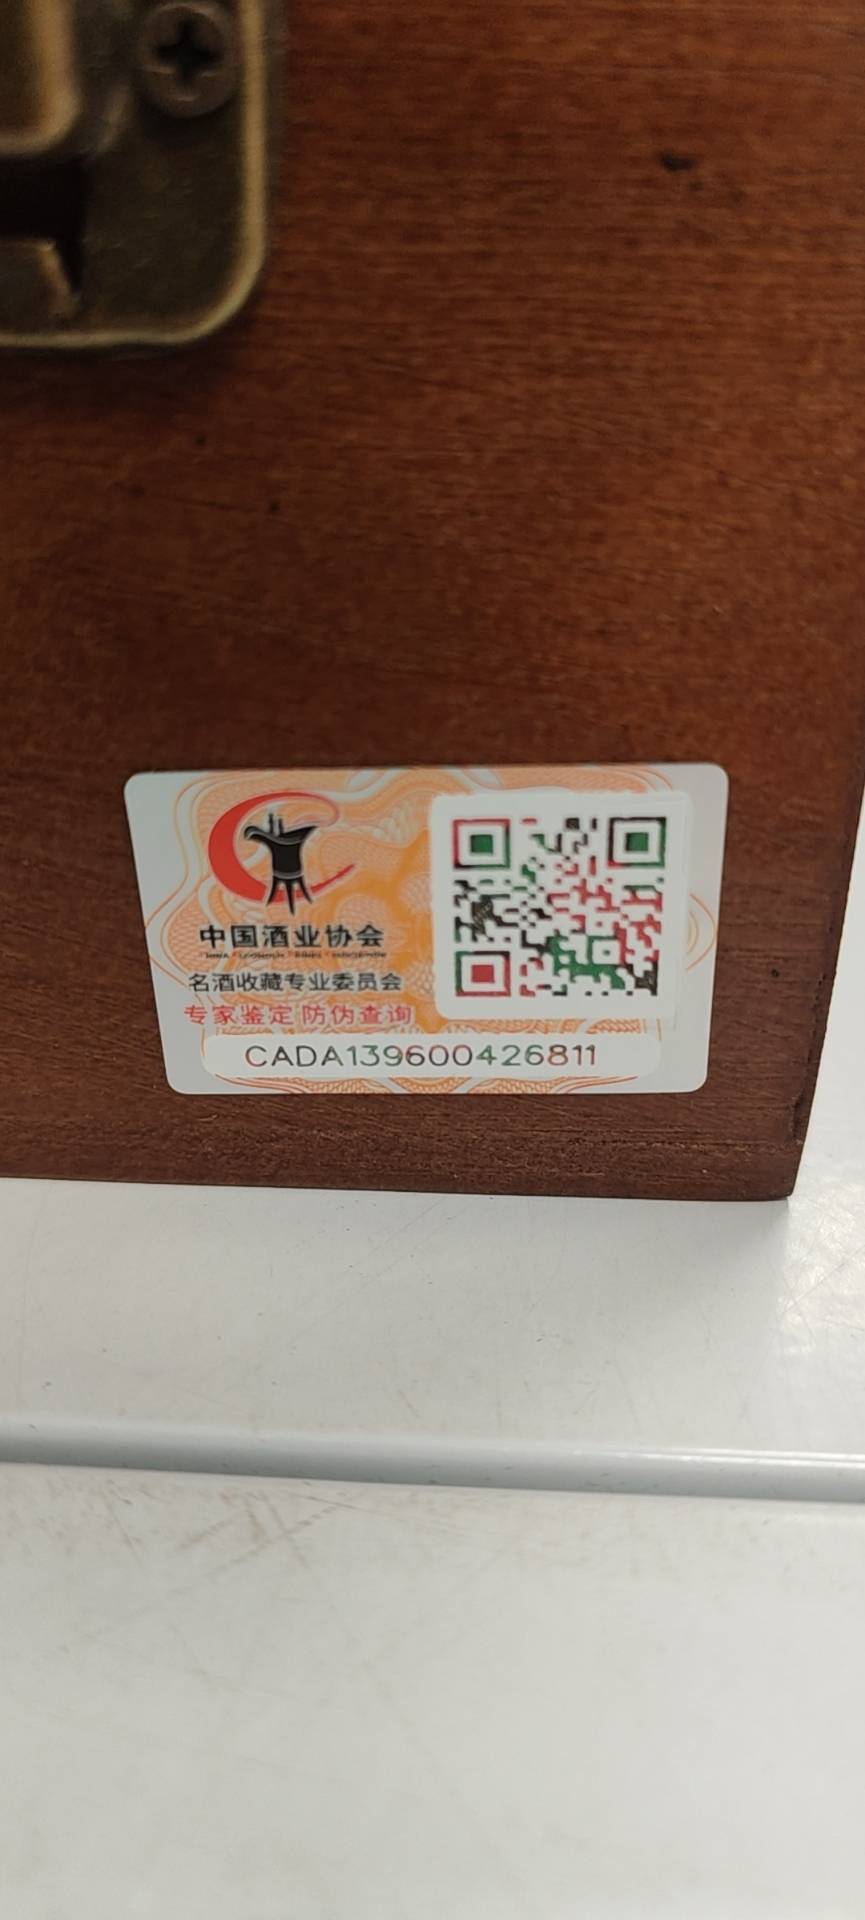 中国酒业协会
名酒收藏专业委员会
专家鉴定 防伪查询
CADA139600426811